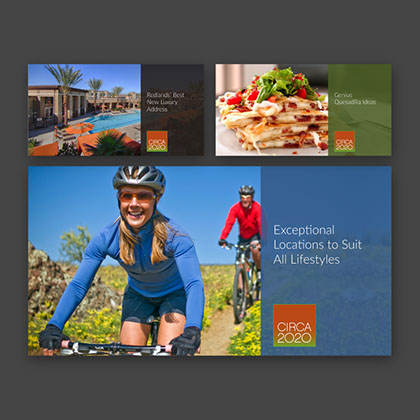 Redlands' Best
New Luxury
Address
CIRCA
2020
Genius
Quesadilla Ideas
CIRCA
2020
Exceptional
Locations to Suit
All Lifestyles
CIRCA
2020